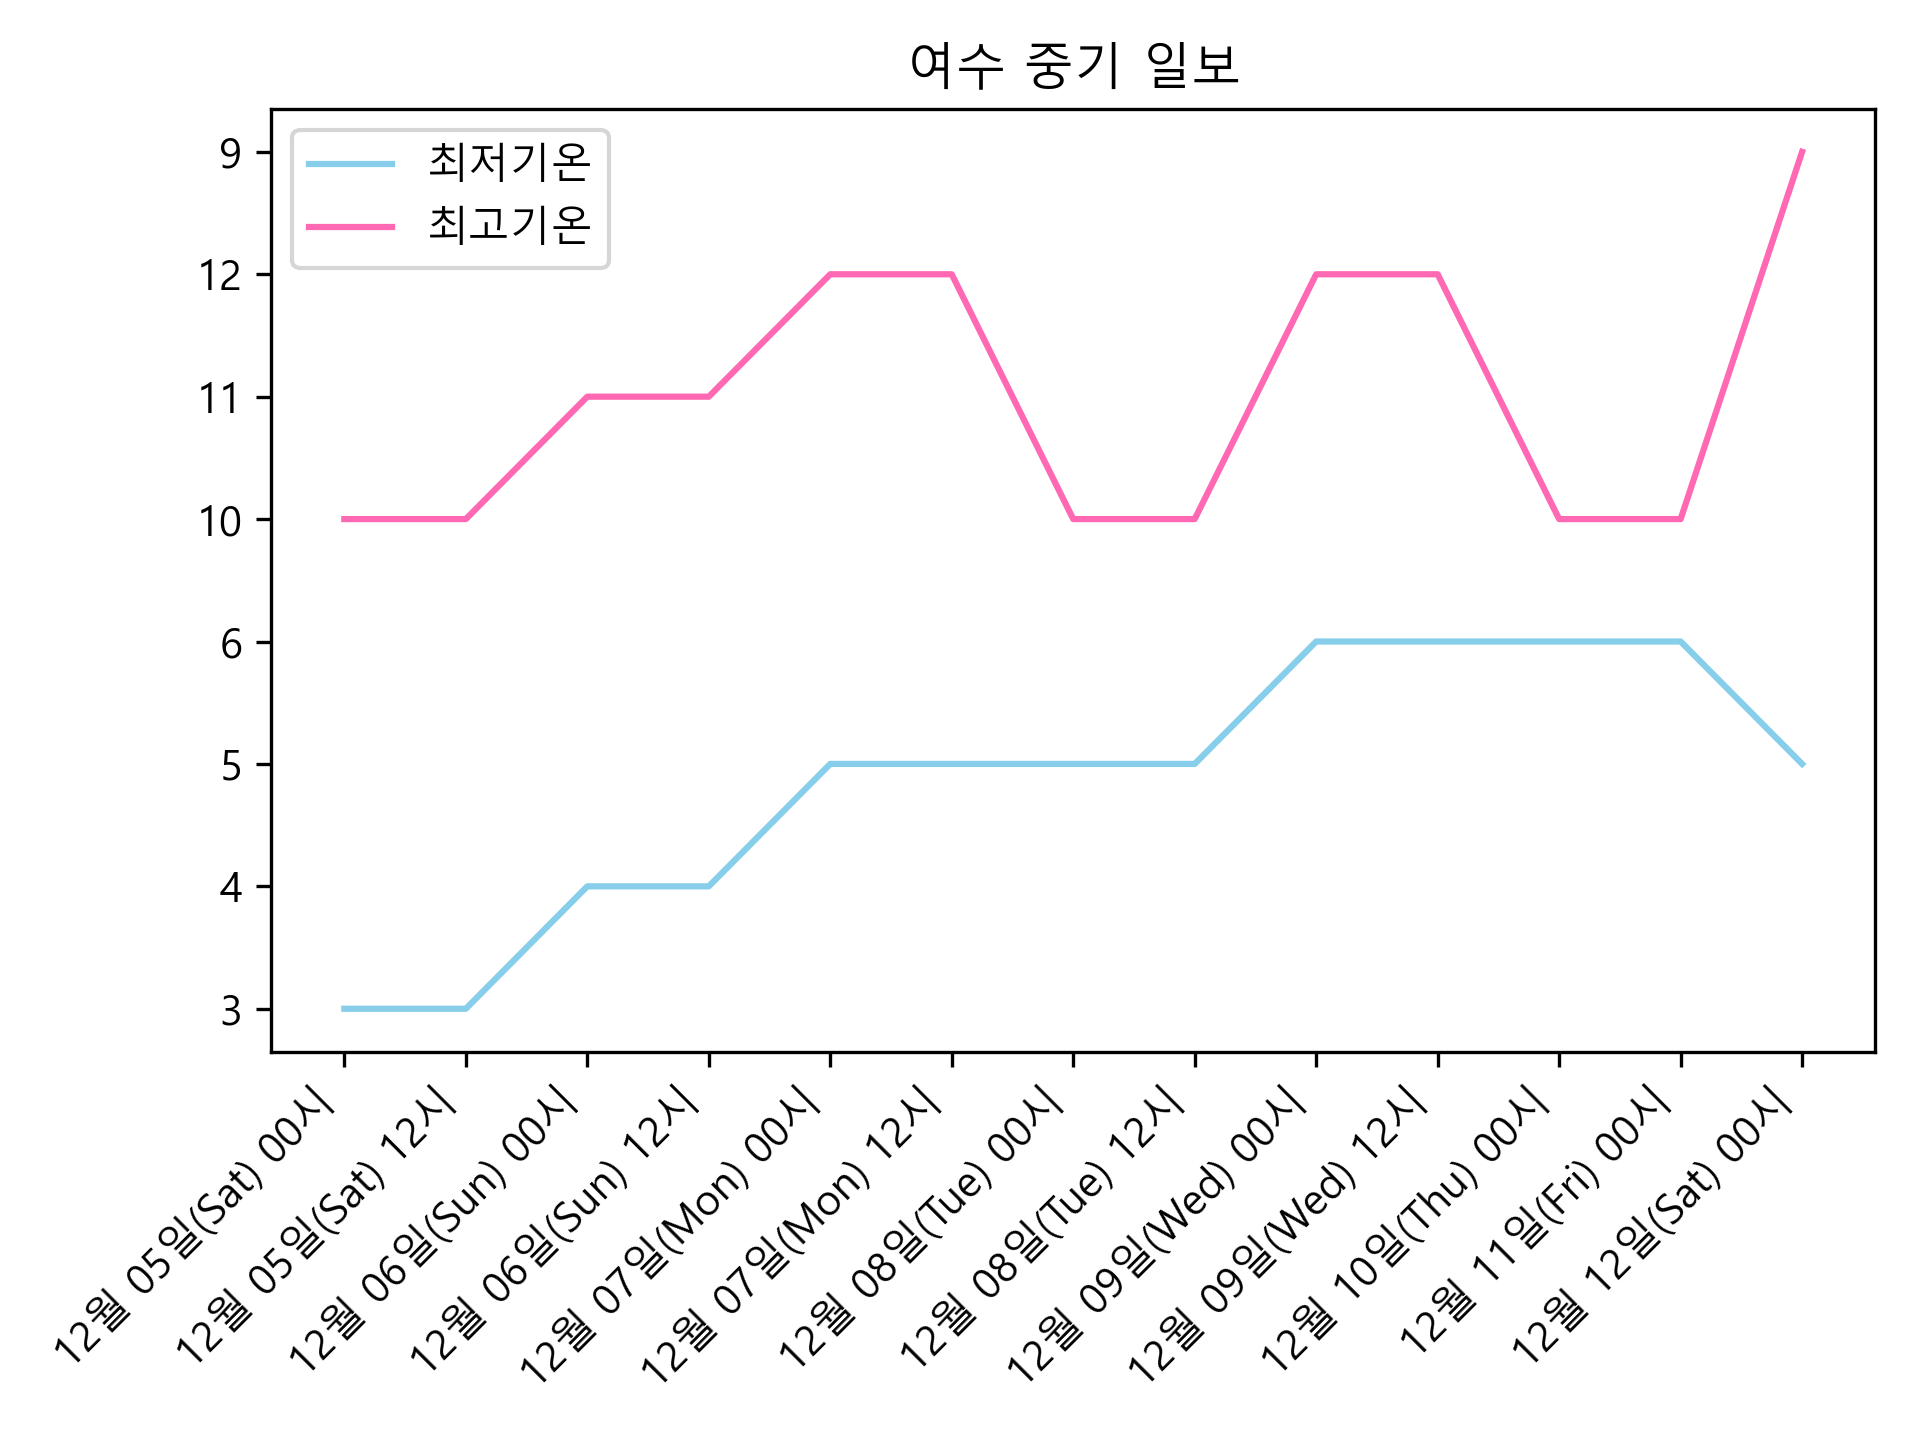 여수 중기 일보
최저기온
최고기온
9
12
11
10
6
5
4
3
12월 05일(Sat) 00시
12월 05일(Sat) 12시
12월 06일(Sun) 00시
12월 06일(Sun) 12시
12월 07일(Mon) 00시
12월 07일(Mon) 12시
12월 08일(Tue) 00시
12월 08일(Tue) 12시
12월 09일(Wed) 00시
12월 09일(Wed) 12시
12월 10일(Thu) 00시
12월 11일(Fri) 00시
12월 12일(Sat) 00시